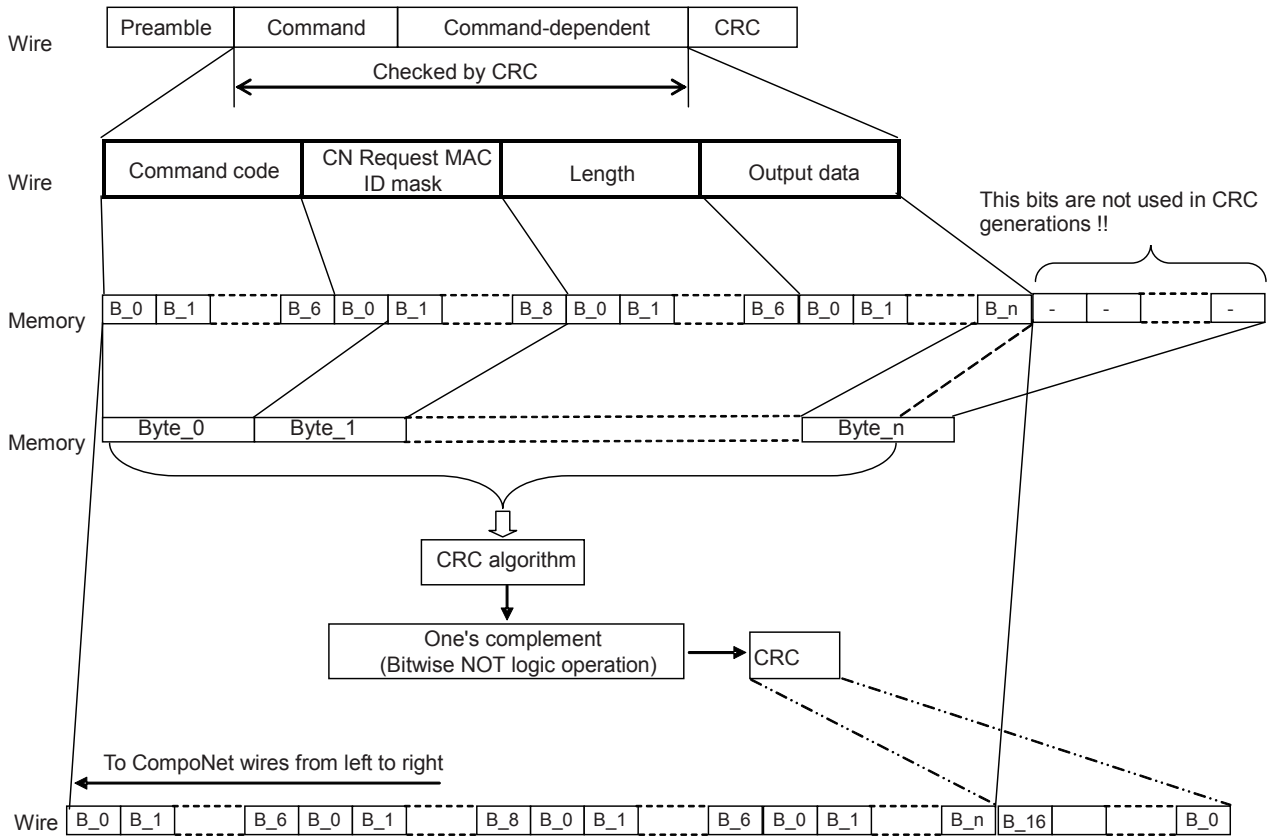 Wire Preamble Command Command-dependent CRC
Checked by CRC
Wire Command code CN Request MAC ID mask Length Output data
This bits are not used in CRC
generations !!
Memory B_0 B_1 B_6 B_0 B_1 B_8 B_0 B_1 B_6 B_0 B_1 B_n - - -
Memory Byte_0 Byte_1 Byte_n
CRC algorithm
One's complement
(Bitwise NOT logic operation)
CRC
To CompoNet wires from left to right
Wire B_0 B_1 B_6 B_0 B_1 B_8 B_0 B_1 B_6 B_0 B_1 B_n B_16 B_0